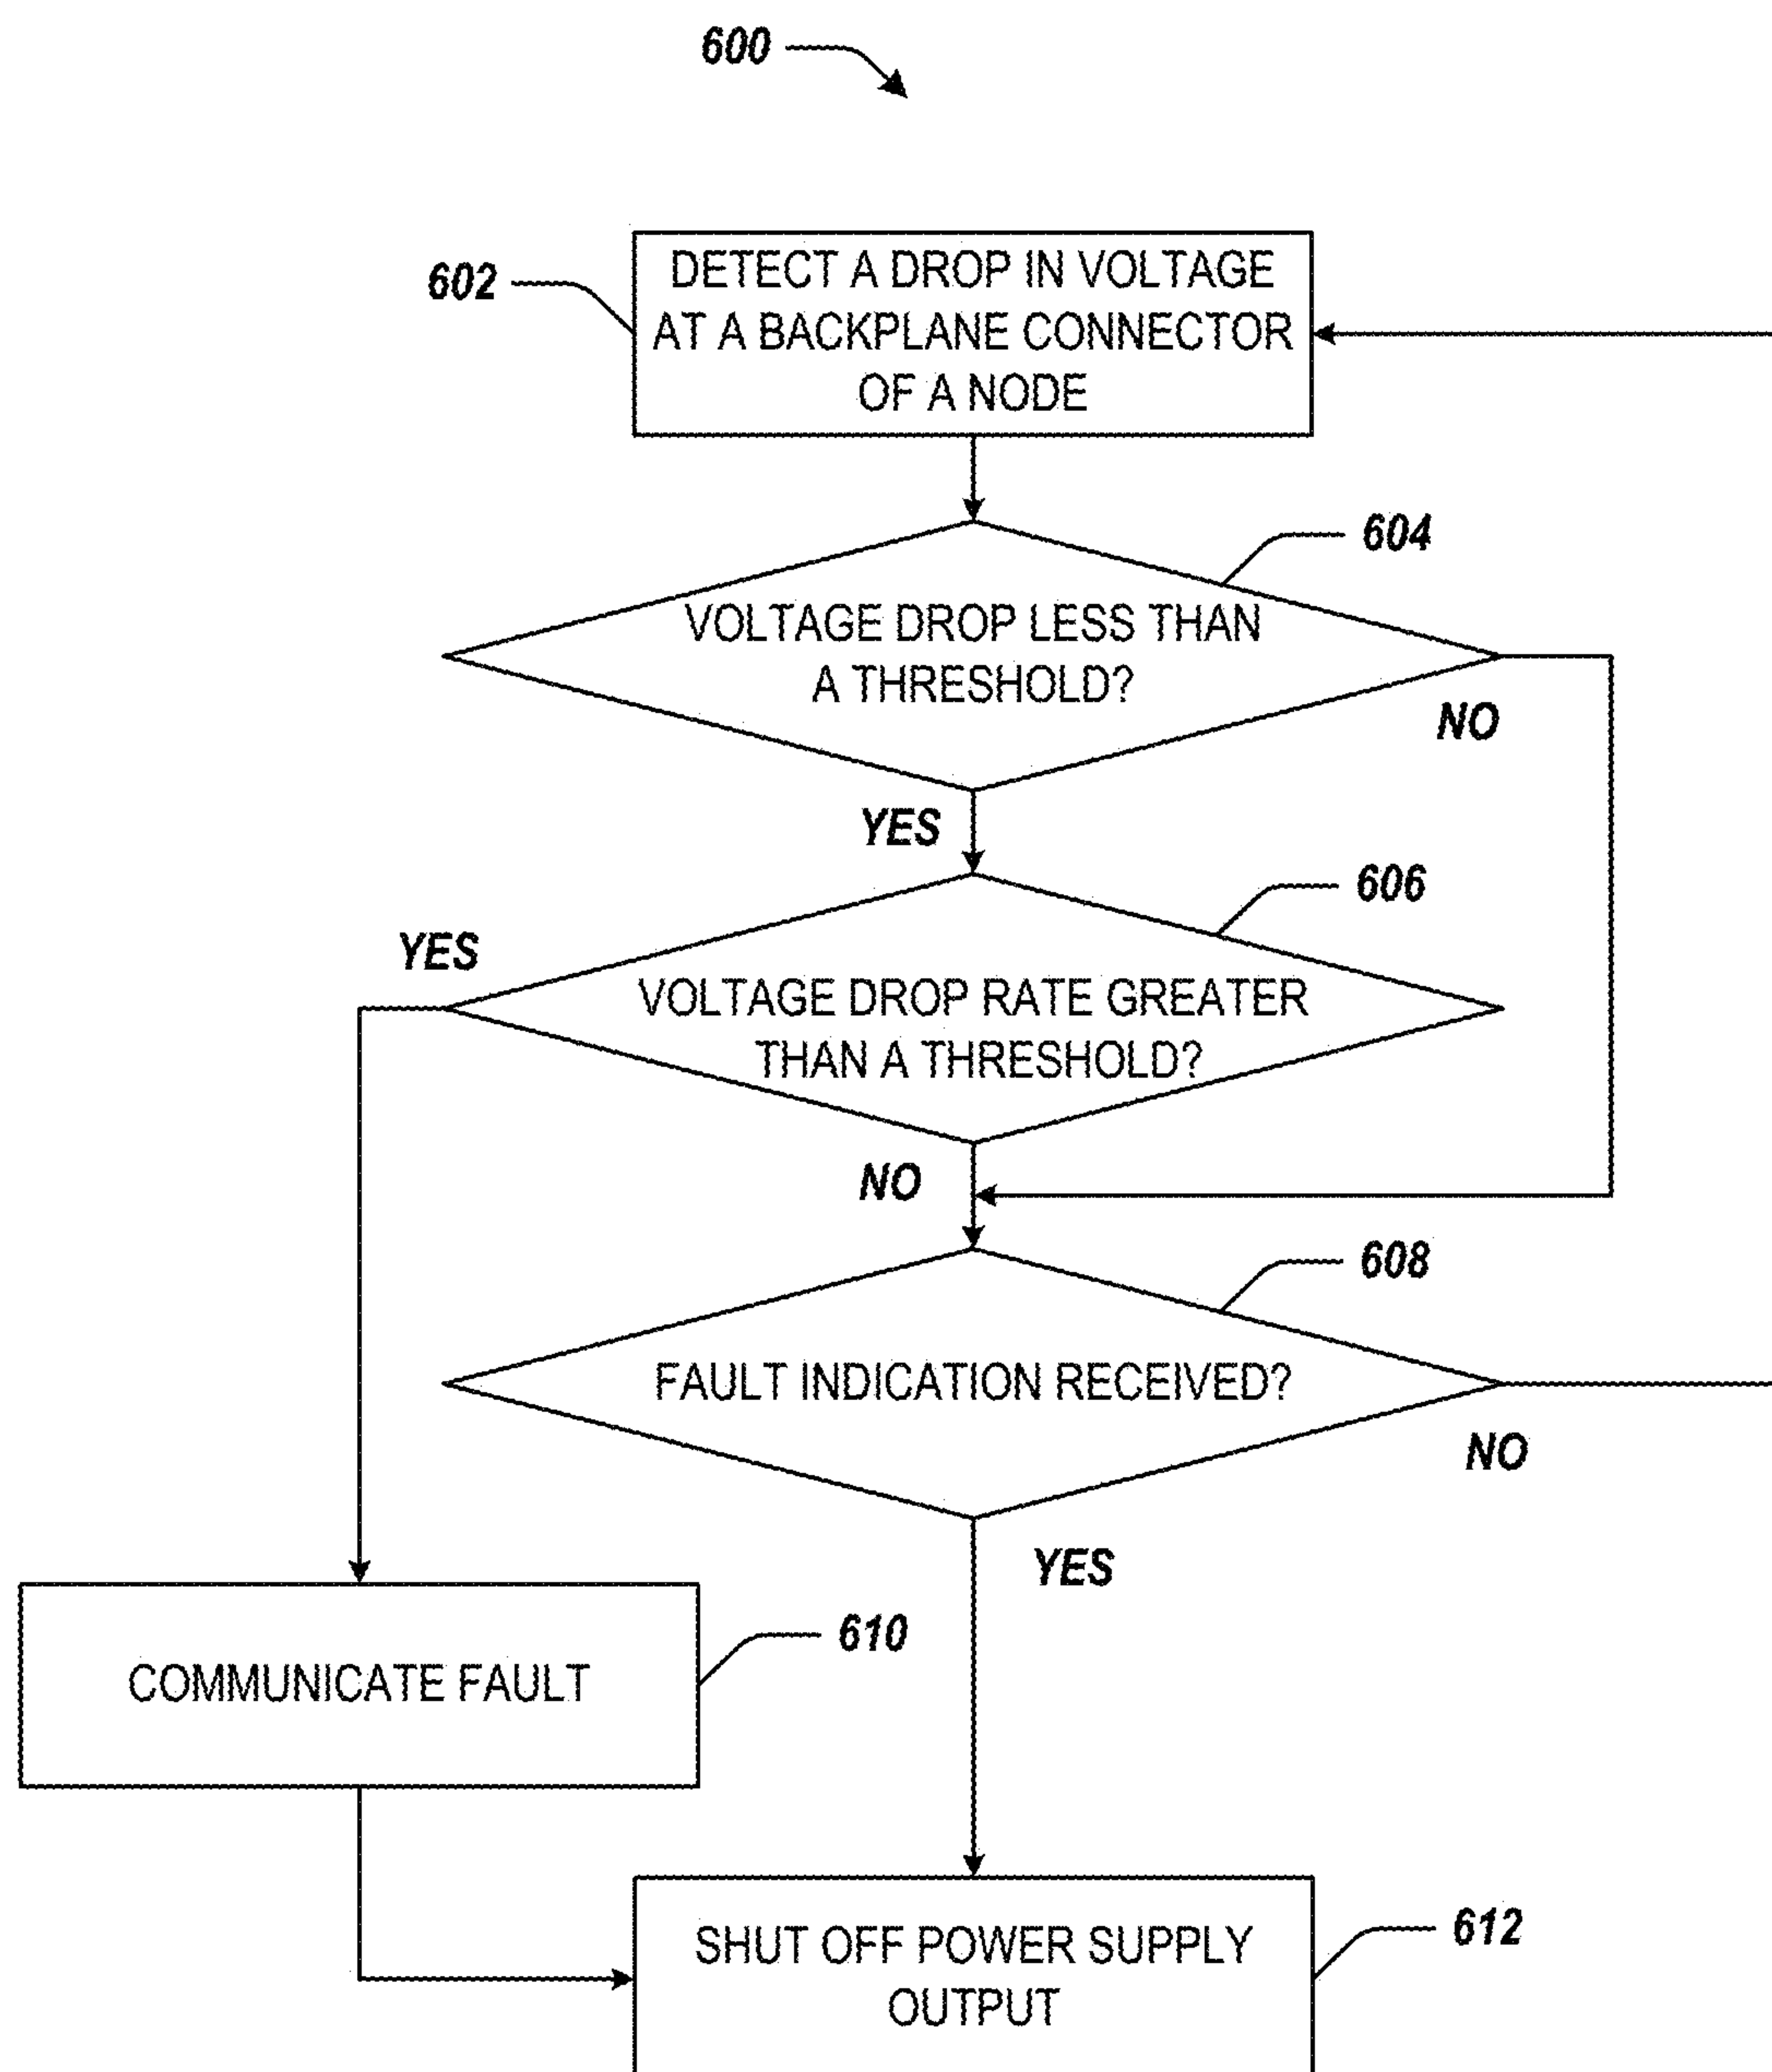 600
602
DETECT A DROP IN VOLTAGE
AT A BACKPLANE CONNECTOR
OF A NODE
604
VOLTAGE DROP LESS THAN
A THRESHOLD?
NO
YES
606
YES
VOLTAGE DROP RATE GREATER
THAN A THRESHOLD?
NO
608
FAULT INDICATION RECEIVED?
NO
YES
610
COMMUNICATE FAULT
612
SHUT OFF POWER SUPPLY
OUTPUT